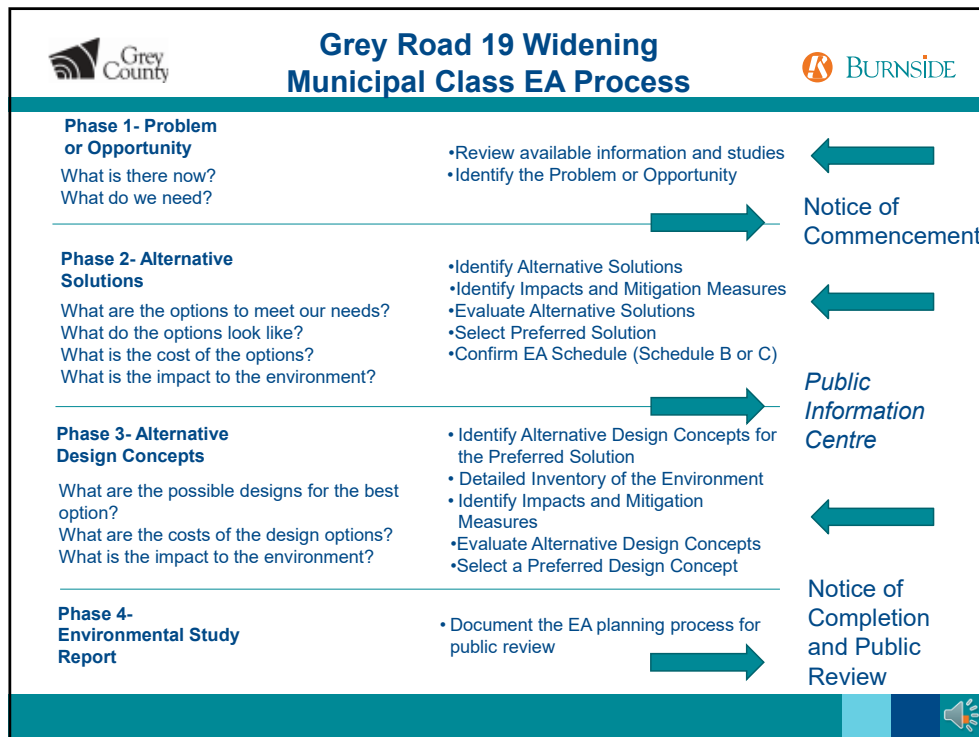 Grey
County
Grey Road 19 Widening
Municipal Class EA Process
BURNSIDE
Phase 1- Problem
or Opportunity
What is there now?
What do we need?
•Review available information and studies
•Identify the Problem or Opportunity
Notice of
Commencement
Phase 2- Alternative
Solutions
What are the options to meet our needs?
What do the options look like?
What is the cost of the options?
What is the impact to the environment?
•Identify Alternative Solutions
•Identify Impacts and Mitigation Measures
•Evaluate Alternative Solutions
•Select Preferred Solution
•Confirm EA Schedule (Schedule B or C)
Public
Information
Centre
Phase 3- Alternative
Design Concepts
What are the possible designs for the best
option?
What are the costs of the design options?
What is the impact to the environment?
• Identify Alternative Design Concepts for
the Preferred Solution
• Detailed Inventory of the Environment
• Identify Impacts and Mitigation
Measures
•Evaluate Alternative Design Concepts
•Select a Preferred Design Concept
Phase 4-
Environmental Study
Report
• Document the EA planning process for
public review
Notice of
Completion
and Public
Review